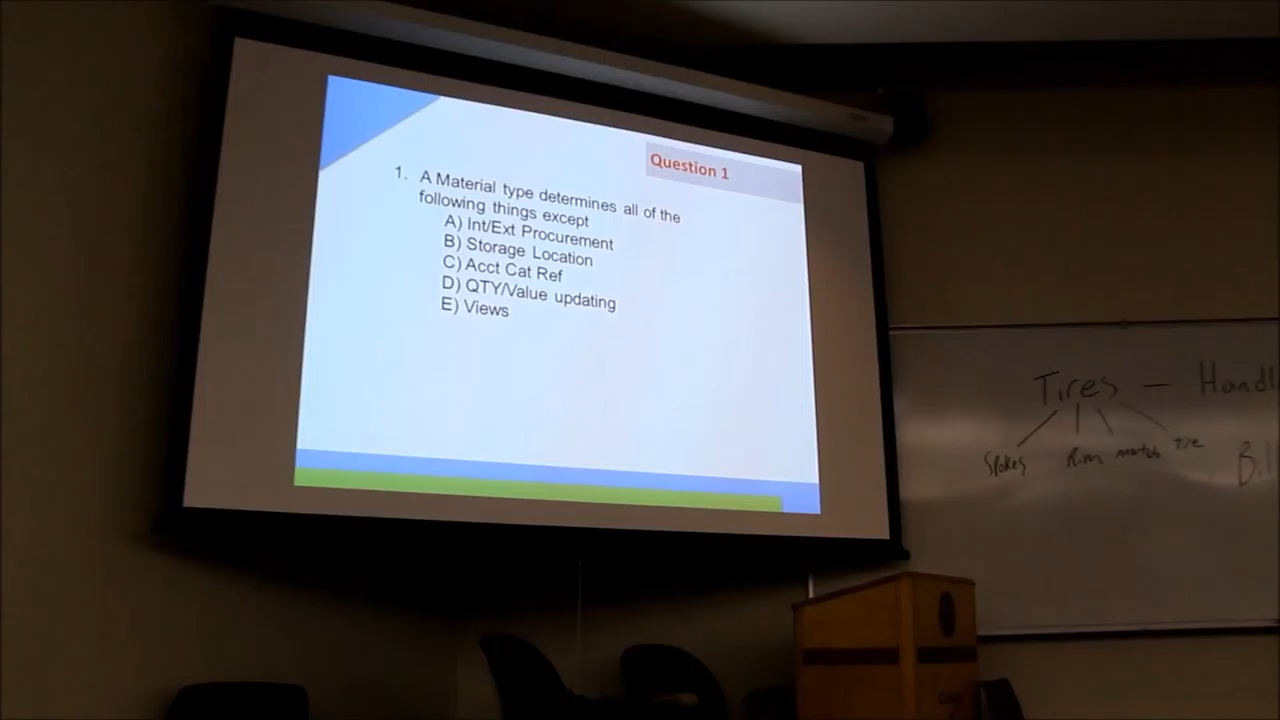 Question 1
1. A Material type determines all of the
following things except
A) Int/Ext Procurement
B) Storage Location
C) Acct Cat Ref
D) QTY/Value updating
E) Views
Tires — Handl
Spokes Rim Tire